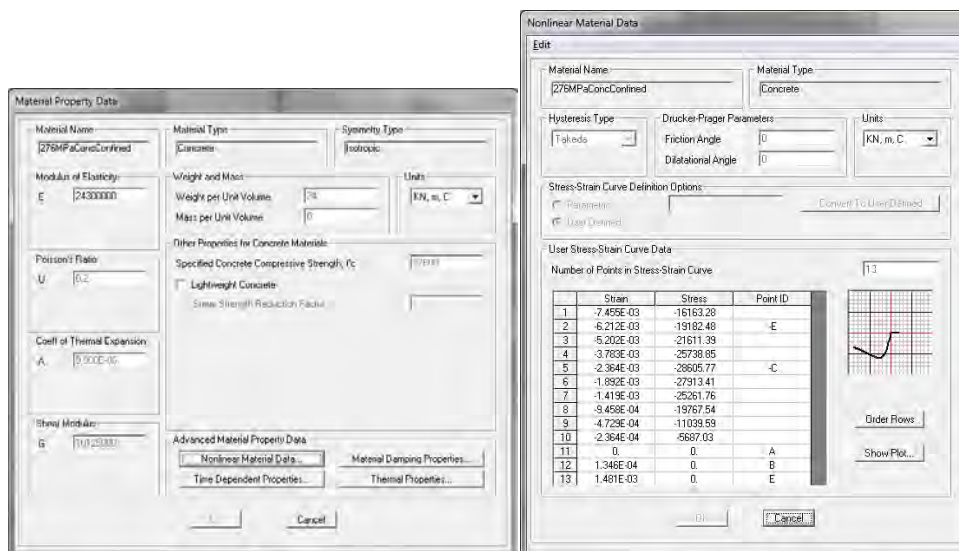 Material Property Data
Material Name
276MPaConcConfined
Material Type
Concrete
Symmetry Type
Isotropic
Modulus of Elasticity
E 24300000
Weight and Mass
Weight per Unit Volume 24
Mass per Unit Volume 0
Units
KN, m, C
Poisson's Ratio
U 0.2
Other Properties for Concrete Materials
Specified Concrete Compressive Strength, f'c
Lightweight Concrete
Shear Strength Reduction Factor
Coeff of Thermal Expansion
A 9.900E-06
Shear Modulus
G 10125000
Advanced Material Property Data
Nonlinear Material Data...
Material Damping Properties...
Time Dependent Properties...
Thermal Properties...
Cancel
Nonlinear Material Data
Edit
Material Name
276MPaConcConfined
Material Type
Concrete
Hysteresis Type
Takeda
Drucker-Prager Parameters
Friction Angle 0
Dilatational Angle 0
Units
KN, m, C
Stress-Strain Curve Definition Options
Parametric
Convert To User Defined
User Defined
User Stress-Strain Curve Data
Number of Points in Stress-Strain Curve 13
Strain Stress Point ID
1 -7.455E-03 -16163.28
2 -6.212E-03 -19182.48 -E
3 -5.202E-03 -21611.39
4 -3.783E-03 -25738.85
5 -2.364E-03 -28605.77 -C
6 -1.892E-03 -27913.41
7 -1.419E-03 -25261.76
8 -9.458E-04 -19767.54
9 -4.729E-04 -11039.59
10 -2.364E-04 -5687.03
11 0. 0. A
12 1.346E-04 0. B
13 1.481E-03 0. E
Order Rows
Show Plot...
Cancel